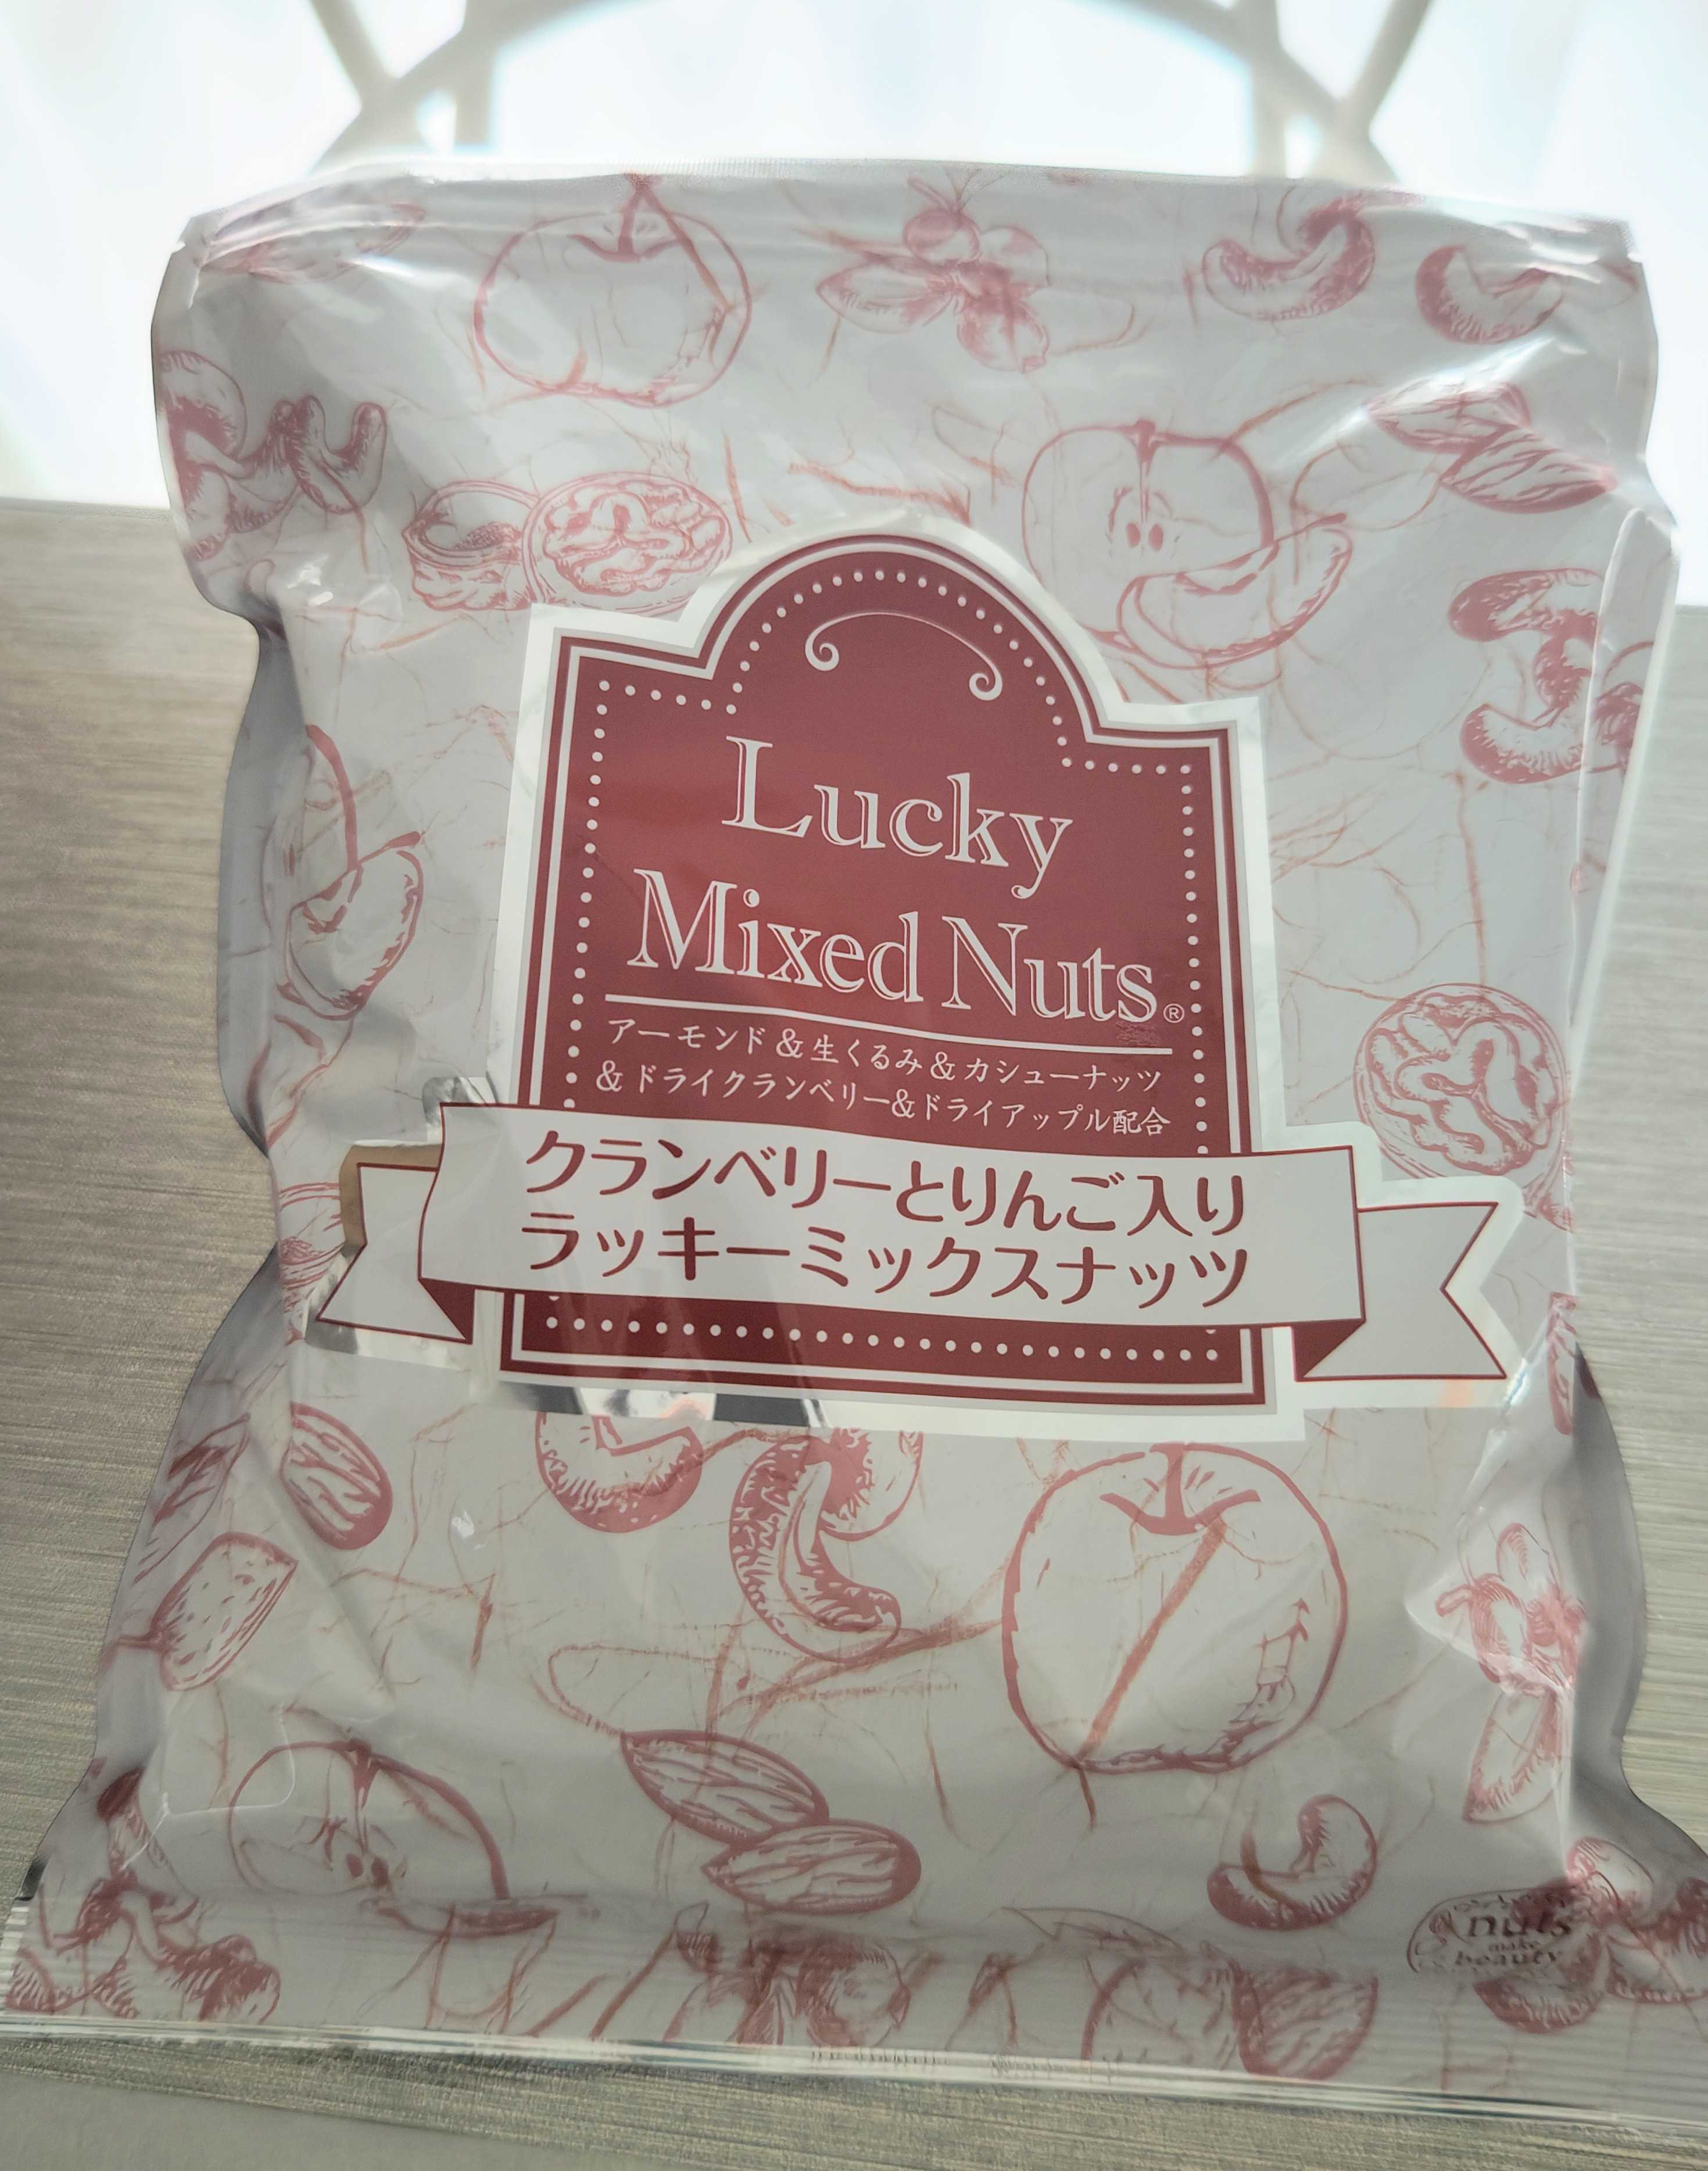 Lucky
Mixed Nuts®
アーモンド&生くるみ&カシューナッツ
&ドライクランベリー&ドライアップル配合
クランベリーとりんご入り
ラッキーミックスナッツ
nuts
make
beauty